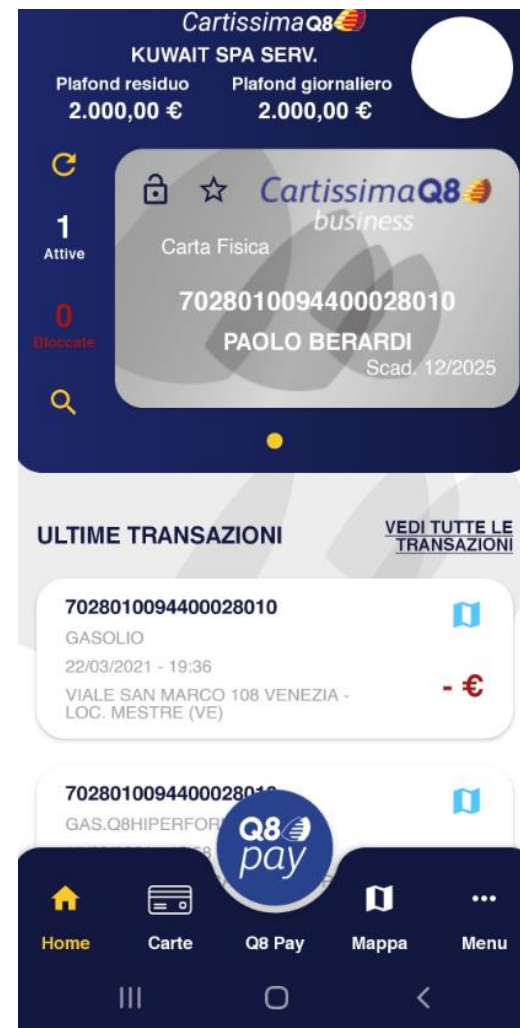 CartissimaQ8
KUWAIT SPA SERV.
Plafond residuo Plafond giornaliero
2.000,00 € 2.000,00 €
CartissimaQ8
business
1
Attive
Carta Fisica
7028010094400028010
0
Bloccate
PAOLO BERARDI
Scad. 12/2025
ULTIME TRANSAZIONI
VEDI TUTTE LE
TRANSAZIONI
7028010094400028010
GASOLIO
22/03/2021 - 19:36
VIALE SAN MARCO 108 VENEZIA -
LOC. MESTRE (VE)
- €
7028010094400028010
GAS.Q8HIPERFOR
Q8
pay
Home Carte Q8 Pay Mappa Menu